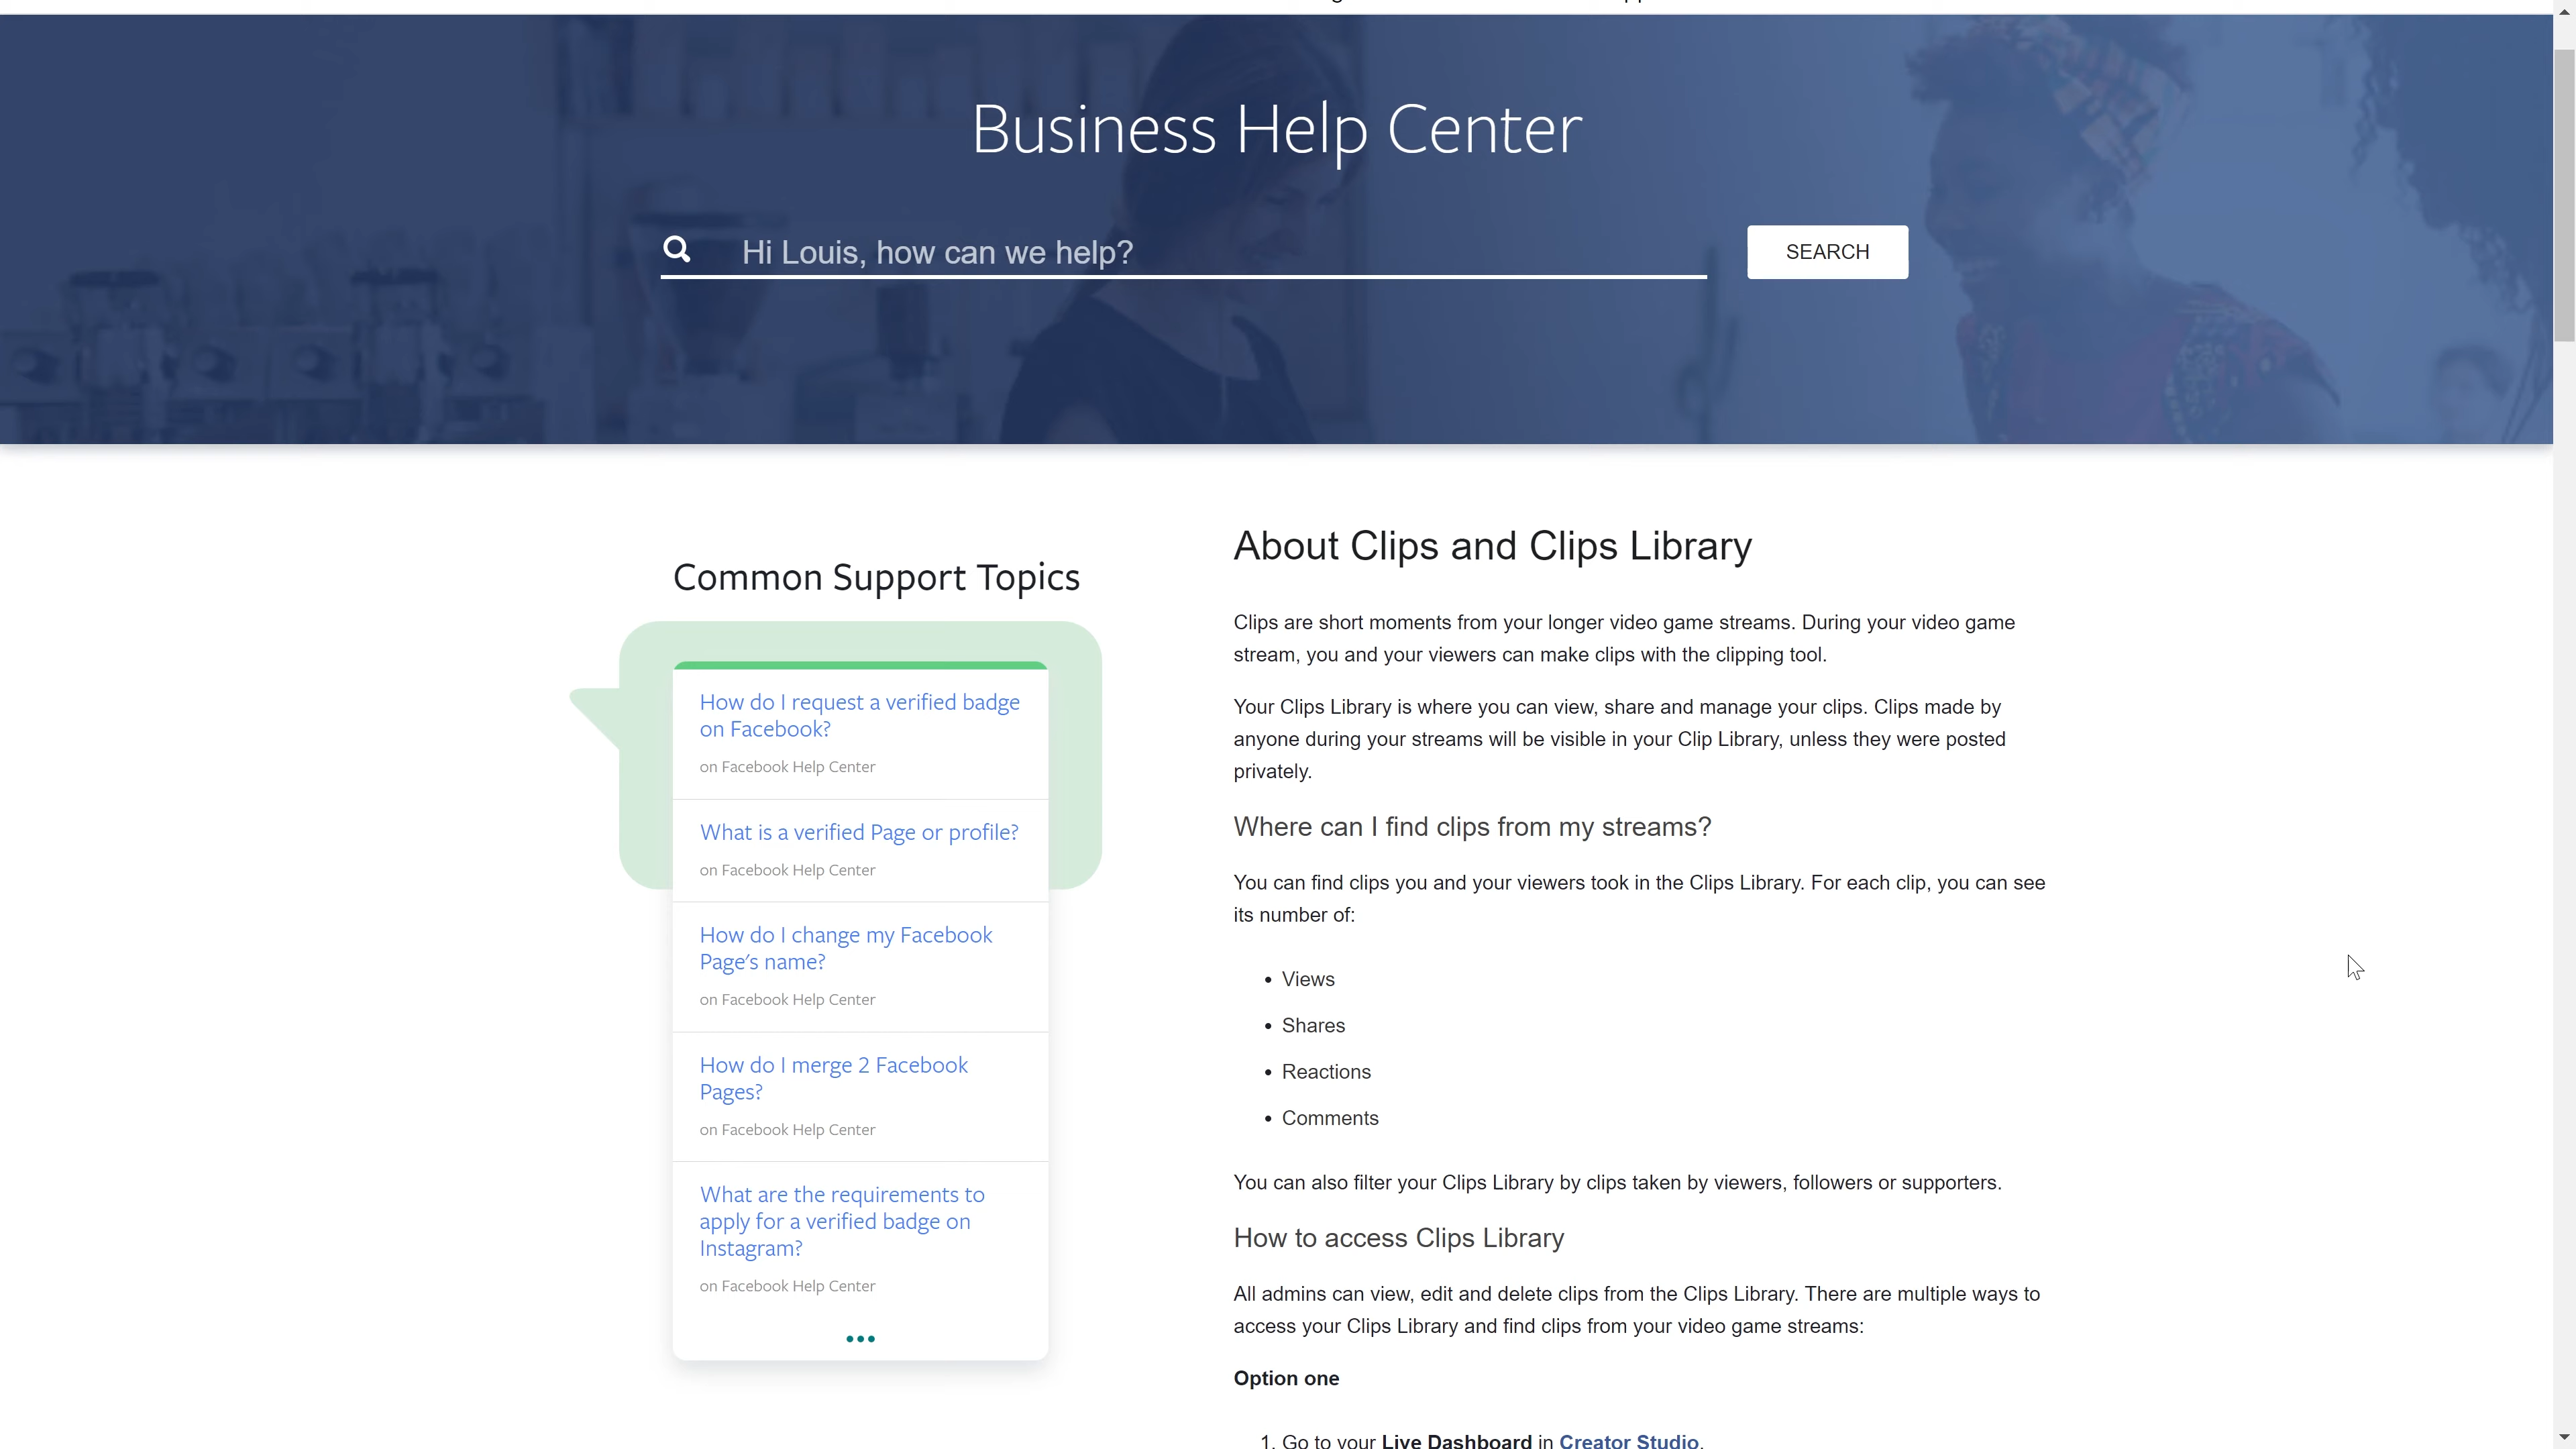 Business Help Center
Hi Louis, how can we help?
SEARCH
Common Support Topics
How do I request a verified badge
on Facebook?
on Facebook Help Center
What is a verified Page or profile?
on Facebook Help Center
How do I change my Facebook
Page's name?
on Facebook Help Center
How do I merge 2 Facebook
Pages?
on Facebook Help Center
What are the requirements to
apply for a verified badge on
Instagram?
on Facebook Help Center
About Clips and Clips Library
Clips are short moments from your longer video game streams. During your video game
stream, you and your viewers can make clips with the clipping tool.
Your Clips Library is where you can view, share and manage your clips. Clips made by
anyone during your streams will be visible in your Clip Library, unless they were posted
privately.
Where can I find clips from my streams?
You can find clips you and your viewers took in the Clips Library. For each clip, you can see
its number of:
• Views
• Shares
• Reactions
• Comments
You can also filter your Clips Library by clips taken by viewers, followers or supporters.
How to access Clips Library
All admins can view, edit and delete clips from the Clips Library. There are multiple ways to
access your Clips Library and find clips from your video game streams:
Option one
1. Go to your Live Dashboard in Creator Studio.